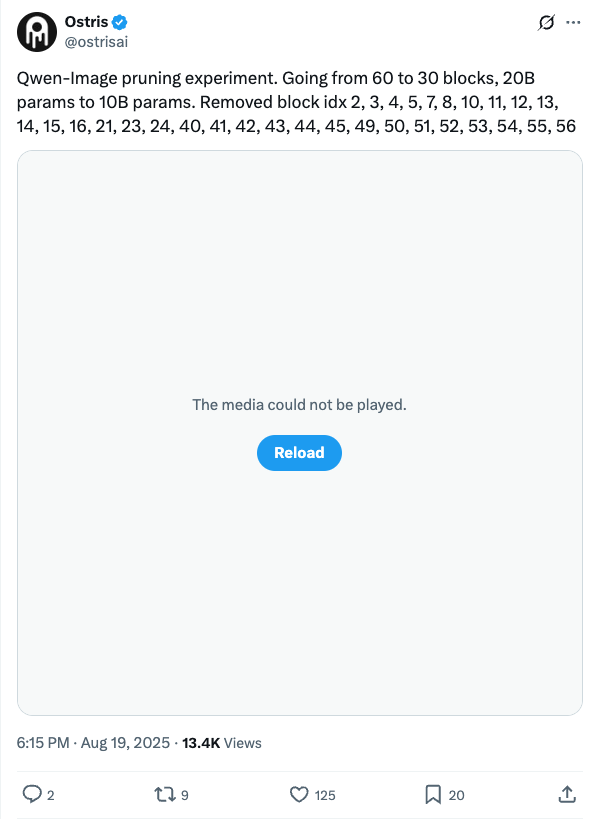 Ostris
@ostrisai
Qwen-Image pruning experiment. Going from 60 to 30 blocks, 20B
params to 10B params. Removed block idx 2, 3, 4, 5, 7, 8, 10, 11, 12, 13,
14, 15, 16, 21, 23, 24, 40, 41, 42, 43, 44, 45, 49, 50, 51, 52, 53, 54, 55, 56
The media could not be played.
Reload
6:15 PM · Aug 19, 2025 · 13.4K Views
2 9 125 20